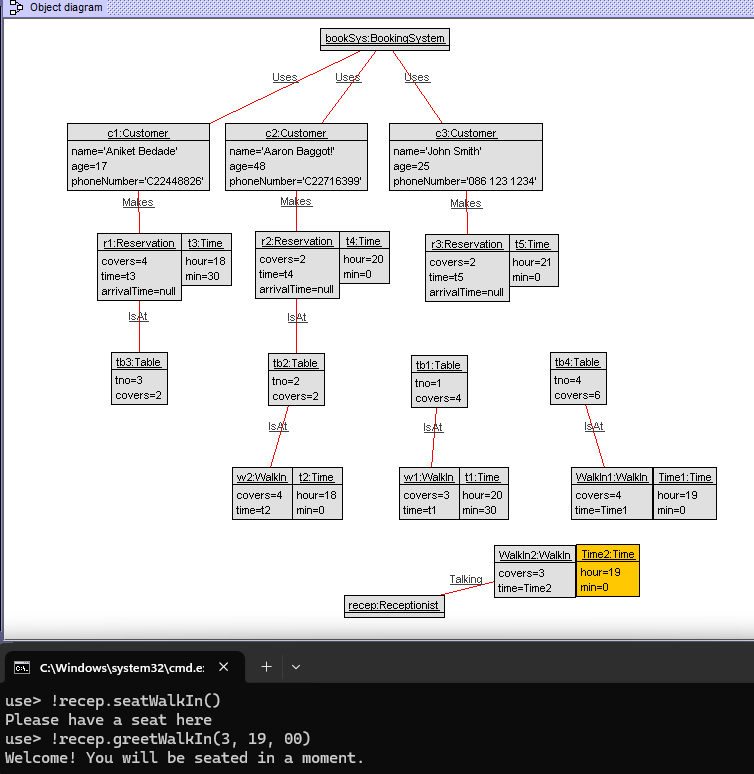 Object diagram
bookSys:BookingSystem
Uses
Uses
Uses
c1:Customer
name='Aniket Bedade'
age=17
phoneNumber='C22448826'
c2:Customer
name='Aaron Baggot!'
age=48
phoneNumber='C22716399'
c3:Customer
name='John Smith'
age=25
phoneNumber='086 123 1234'
Makes
Makes
Makes
r1:Reservation
covers=4
time=t3
arrivalTime=null
t3:Time
hour=18
min=30
r2:Reservation
covers=2
time=t4
arrivalTime=null
t4:Time
hour=20
min=0
r3:Reservation
covers=2
time=t5
arrivalTime=null
t5:Time
hour=21
min=0
IsAt
IsAt
tb3:Table
tno=3
covers=2
tb2:Table
tno=2
covers=2
tb1:Table
tno=1
covers=4
tb4:Table
tno=4
covers=6
IsAt
IsAt
IsAt
w2:WalkIn
covers=4
time=t2
t2:Time
hour=18
min=0
w1:WalkIn
covers=3
time=t1
t1:Time
hour=20
min=30
WalkIn1:WalkIn
covers=4
time=Time1
Time1:Time
hour=19
min=0
WalkIn2:WalkIn
covers=3
time=Time2
Time2:Time
hour=19
min=0
Talking
recep:Receptionist
C:\Windows\system32\cmd.e:
use> !recep.seatWalkIn()
Please have a seat here
use> !recep.greetWalkIn(3, 19, 00)
Welcome! You will be seated in a moment.